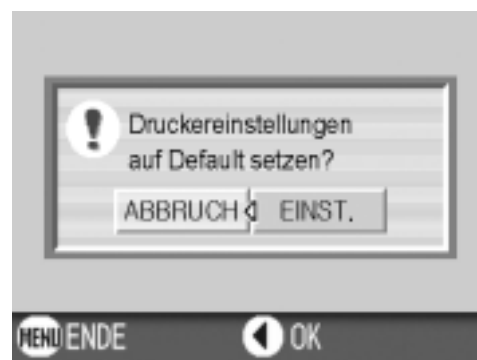 Druckereinstellungen
auf Default setzen?
ABBRUCH EINST.
MENU ENDE OK